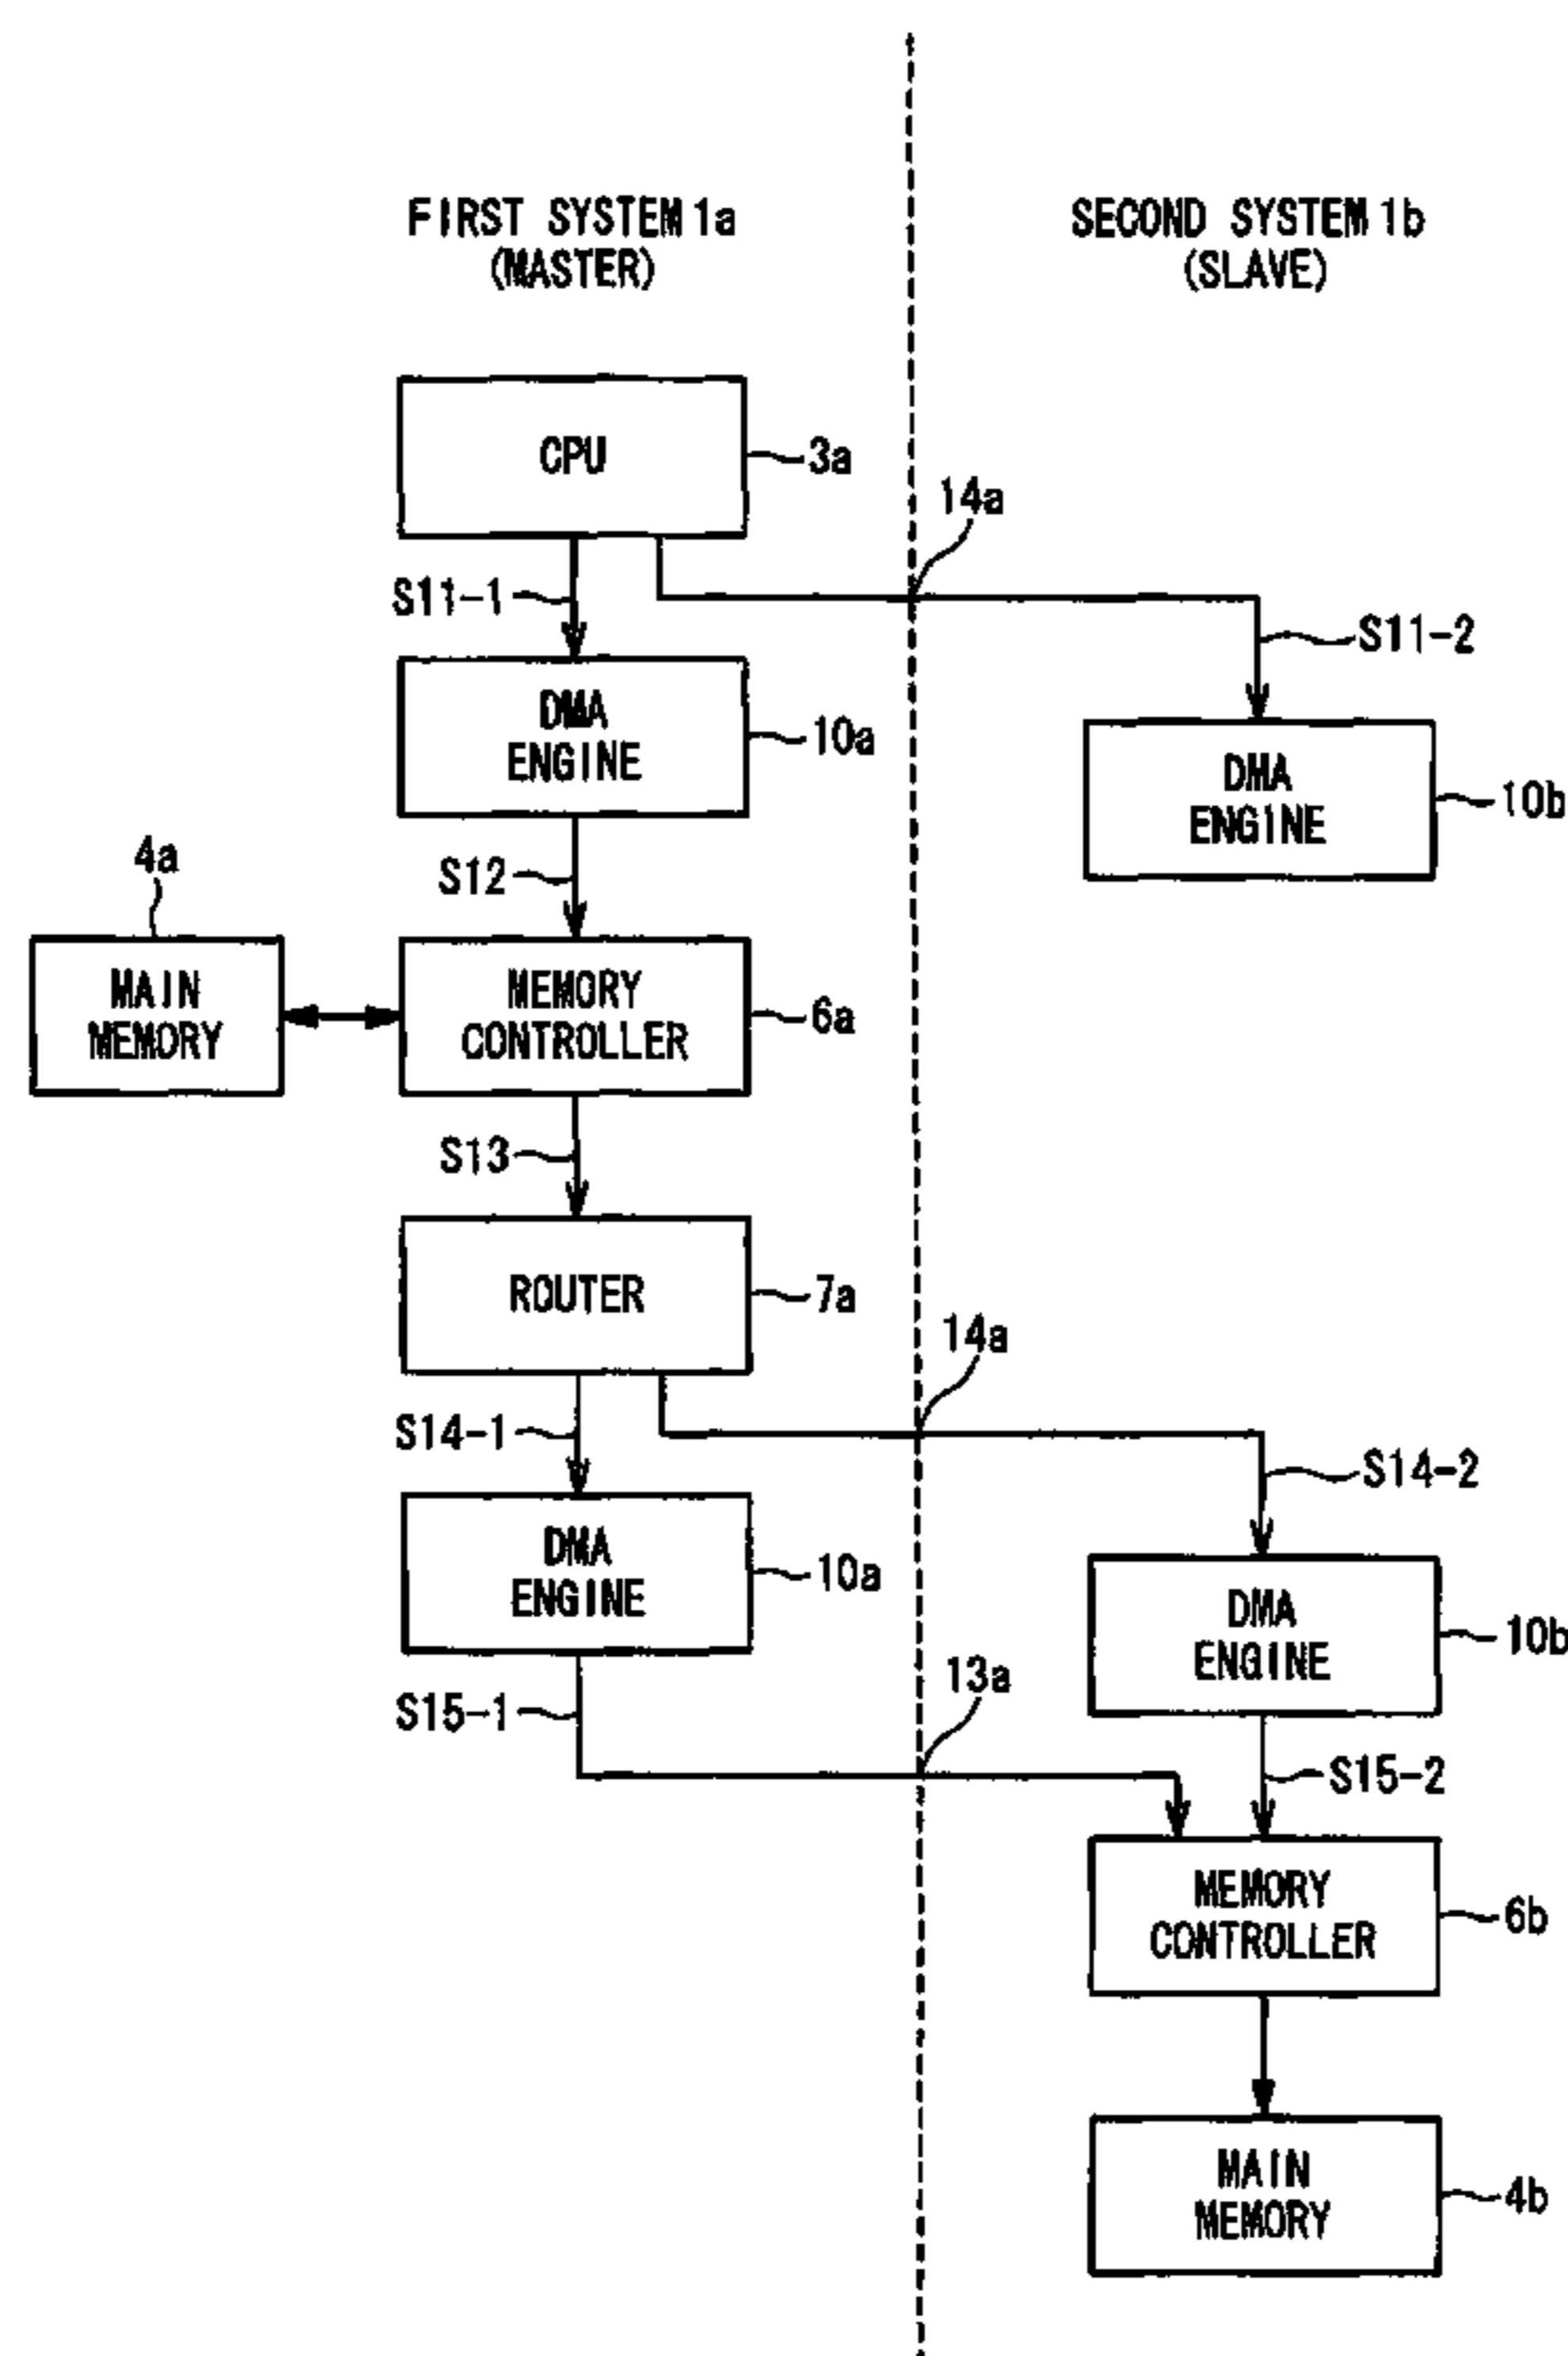 FIRST SYSTEM 1a
(MASTER)
SECOND SYSTEM 1b
(SLAVE)
CPU
3a
14a
S11-1
S11-2
DMA
ENGINE
10a
DMA
ENGINE
10b
4a
S12
MAIN
MEMORY
MEMORY
CONTROLLER
6a
S13
ROUTER
7a
14a
S14-1
S14-2
DMA
ENGINE
10a
DMA
ENGINE
10b
13a
S15-1
S15-2
MEMORY
CONTROLLER
6b
MAIN
MEMORY
4b